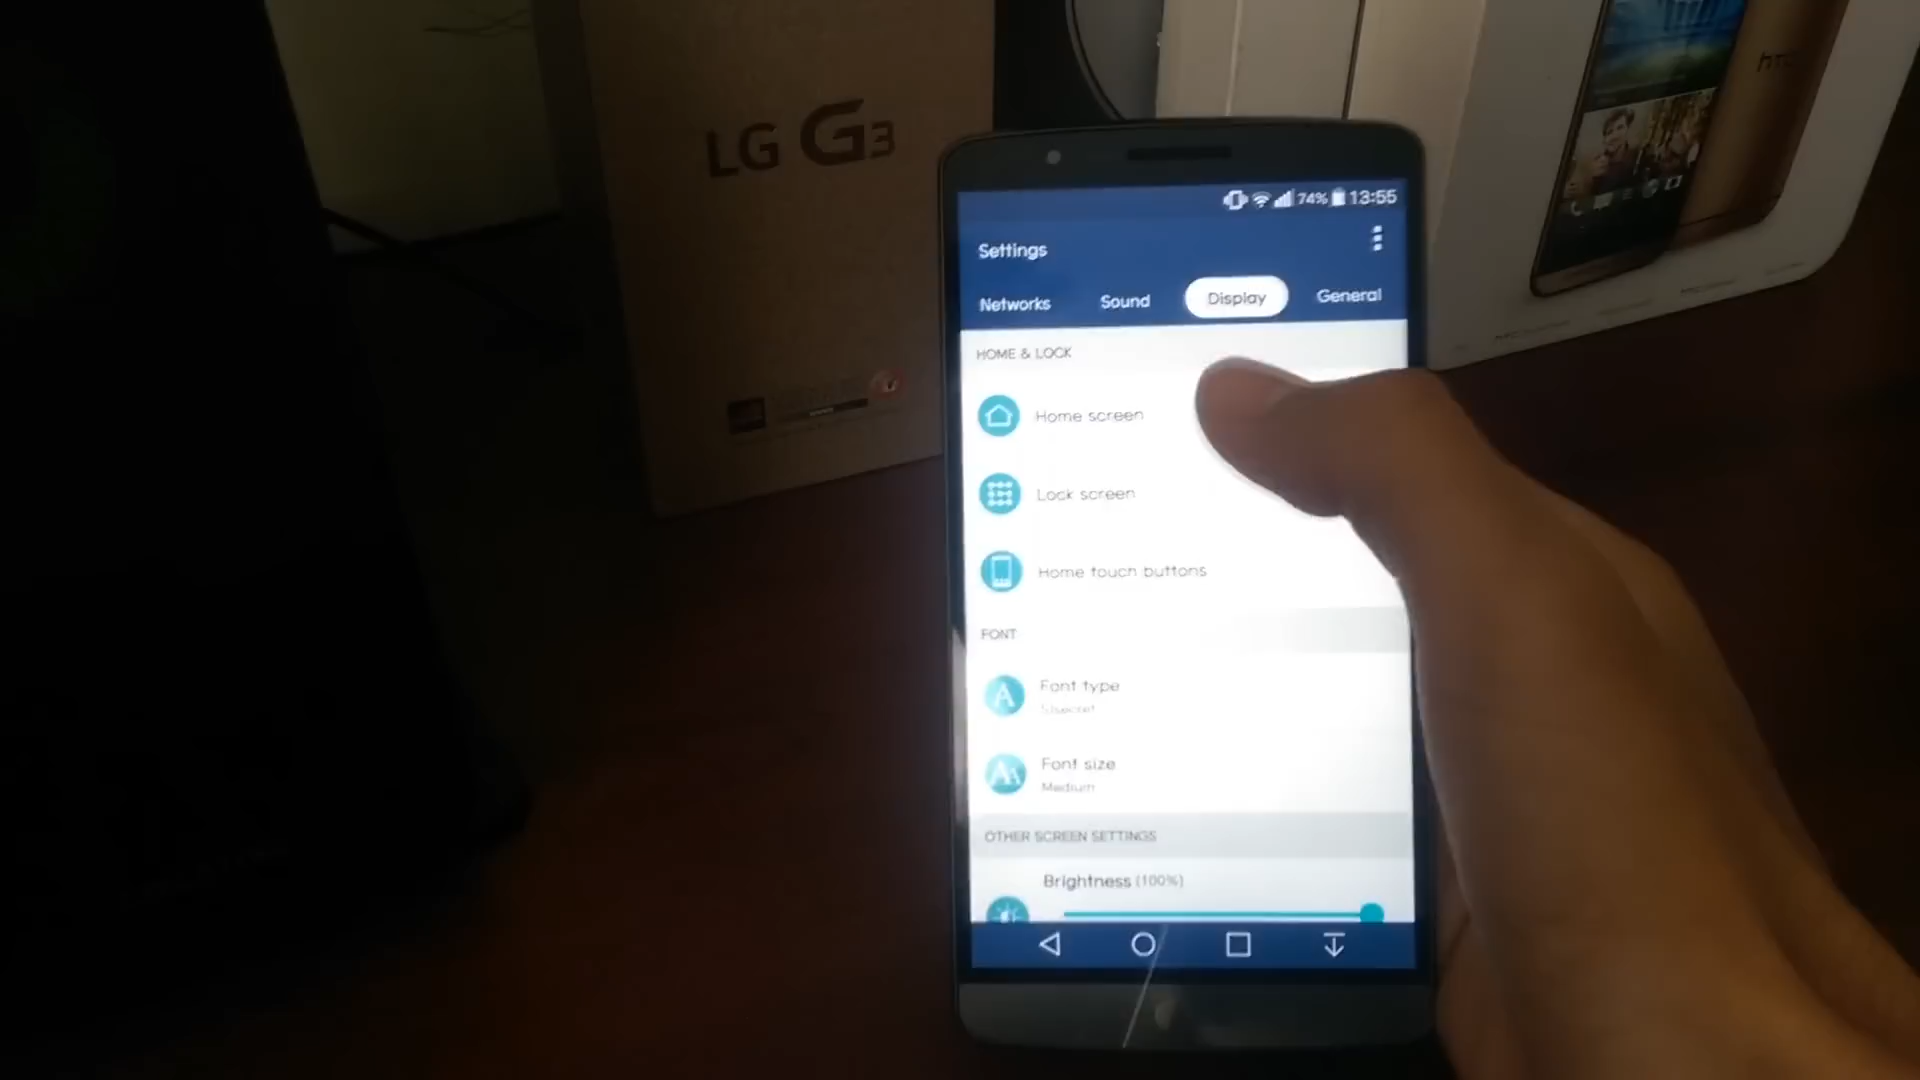 LG G3
htc
74% 13:55
Settings
Networks Sound Display General
HOME & LOCK
Home screen
Lock screen
Home touch buttons
FONT
Font type
Font size
Medium
OTHER SCREEN SETTINGS
Brightness (100%)